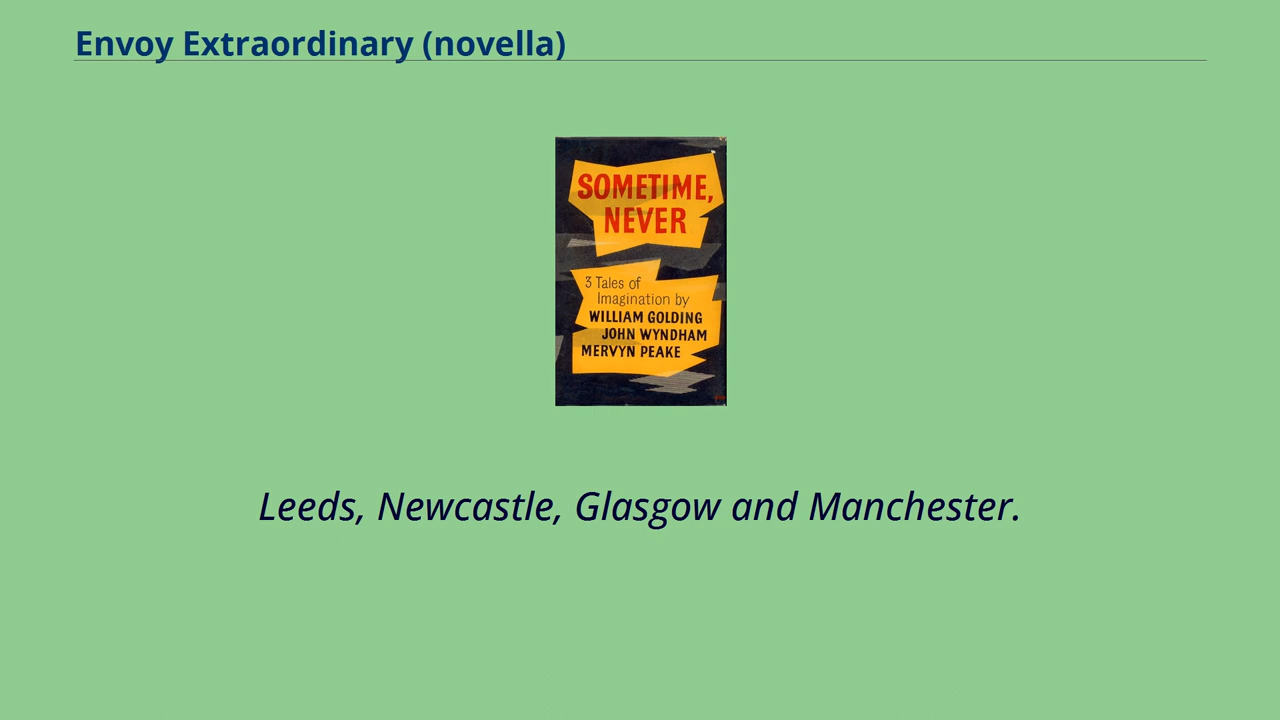 Envoy Extraordinary (novella)
SOMETIME,
NEVER
3 Tales of
Imagination by
WILLIAM GOLDING
JOHN WYNDHAM
MERVYN PEAKE
Leeds, Newcastle, Glasgow and Manchester.